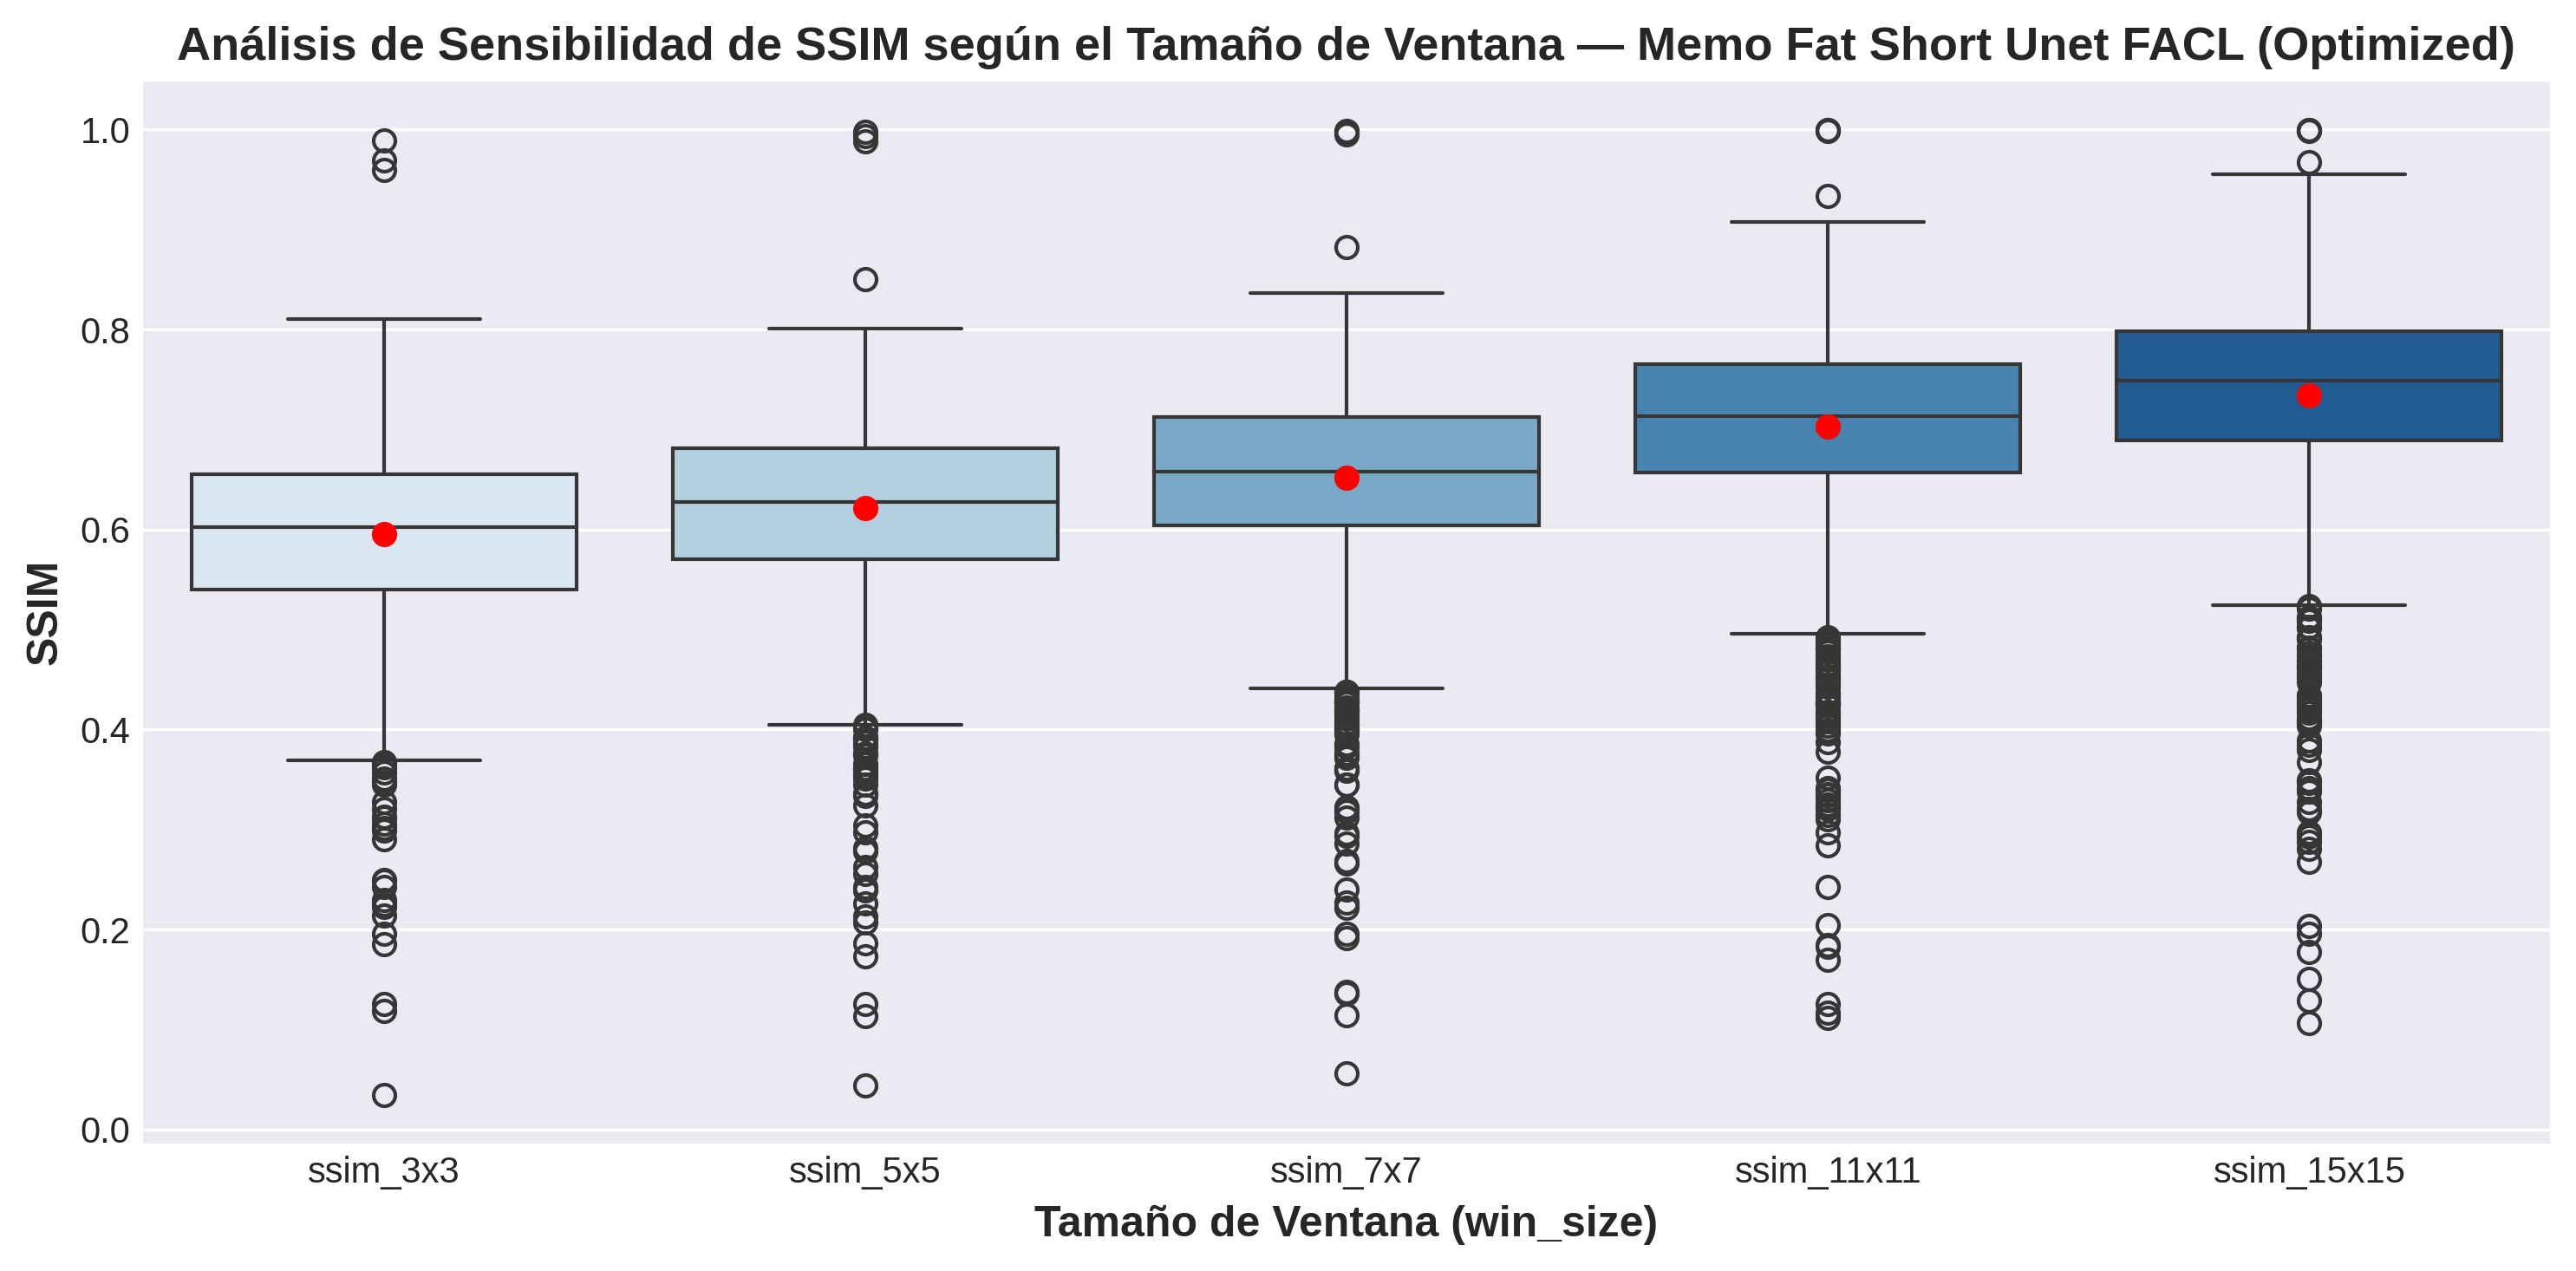 Análisis de Sensibilidad de SSIM según el Tamaño de Ventana — Memo Fat Short Unet FACL (Optimized)
1.0
0.8
0.6
0.4
0.2
0.0
SSIM
ssim_3x3 ssim_5x5 ssim_7x7 ssim_11x11 ssim_15x15
Tamaño de Ventana (win_size)